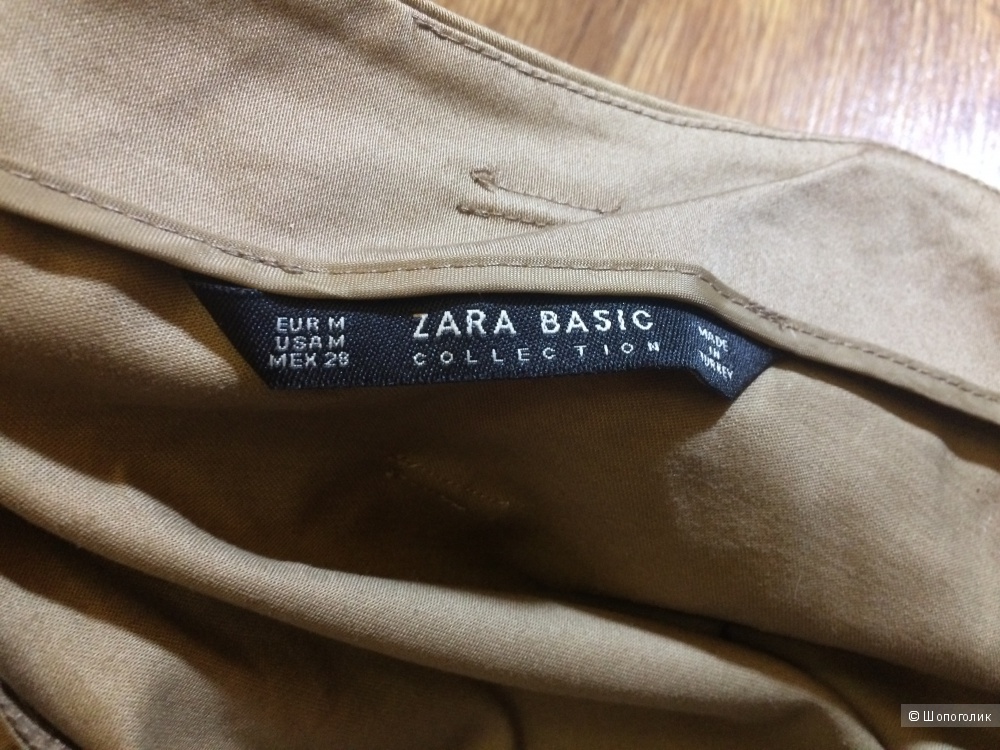 EUR M
USA M
MEX 28
ZARA BASIC
COLLECTION
MADE
IN
TURKEY
© Шопоголик